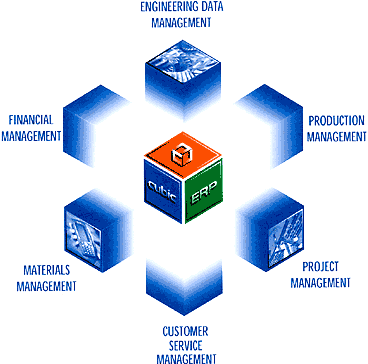 ENGINEERING DATA
MANAGEMENT
FINANCIAL
MANAGEMENT
PRODUCTION
MANAGEMENT
cubic
ERP
MATERIALS
MANAGEMENT
PROJECT
MANAGEMENT
CUSTOMER
SERVICE
MANAGEMENT